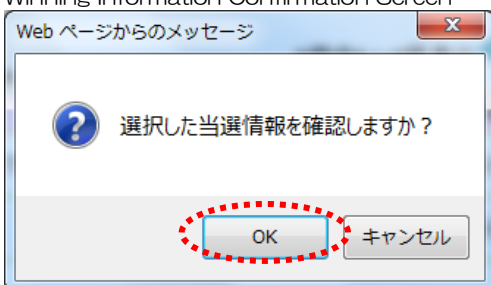 Winning Information Confirmation Screen
Web ページからのメッセージ
選択した当選情報を確認しますか？
OK
キャンセル